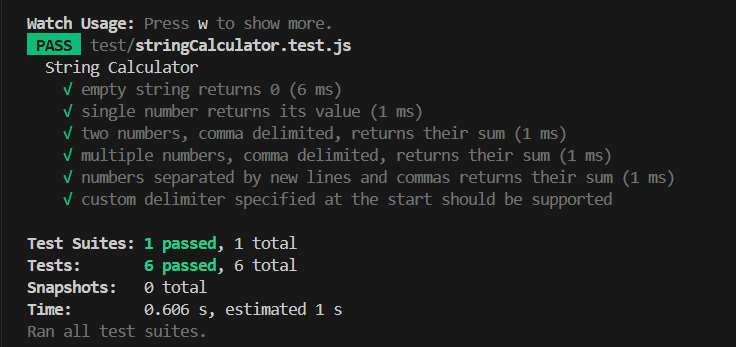 Watch Usage: Press w to show more.
PASS test/stringCalculator.test.js
String Calculator
√ empty string returns 0 (6 ms)
√ single number returns its value (1 ms)
√ two numbers, comma delimited, returns their sum (1 ms)
√ multiple numbers, comma delimited, returns their sum (1 ms)
√ numbers separated by new lines and commas returns their sum (1 ms)
√ custom delimiter specified at the start should be supported
Test Suites: 1 passed, 1 total
Tests: 6 passed, 6 total
Snapshots: 0 total
Time: 0.606 s, estimated 1 s
Ran all test suites.